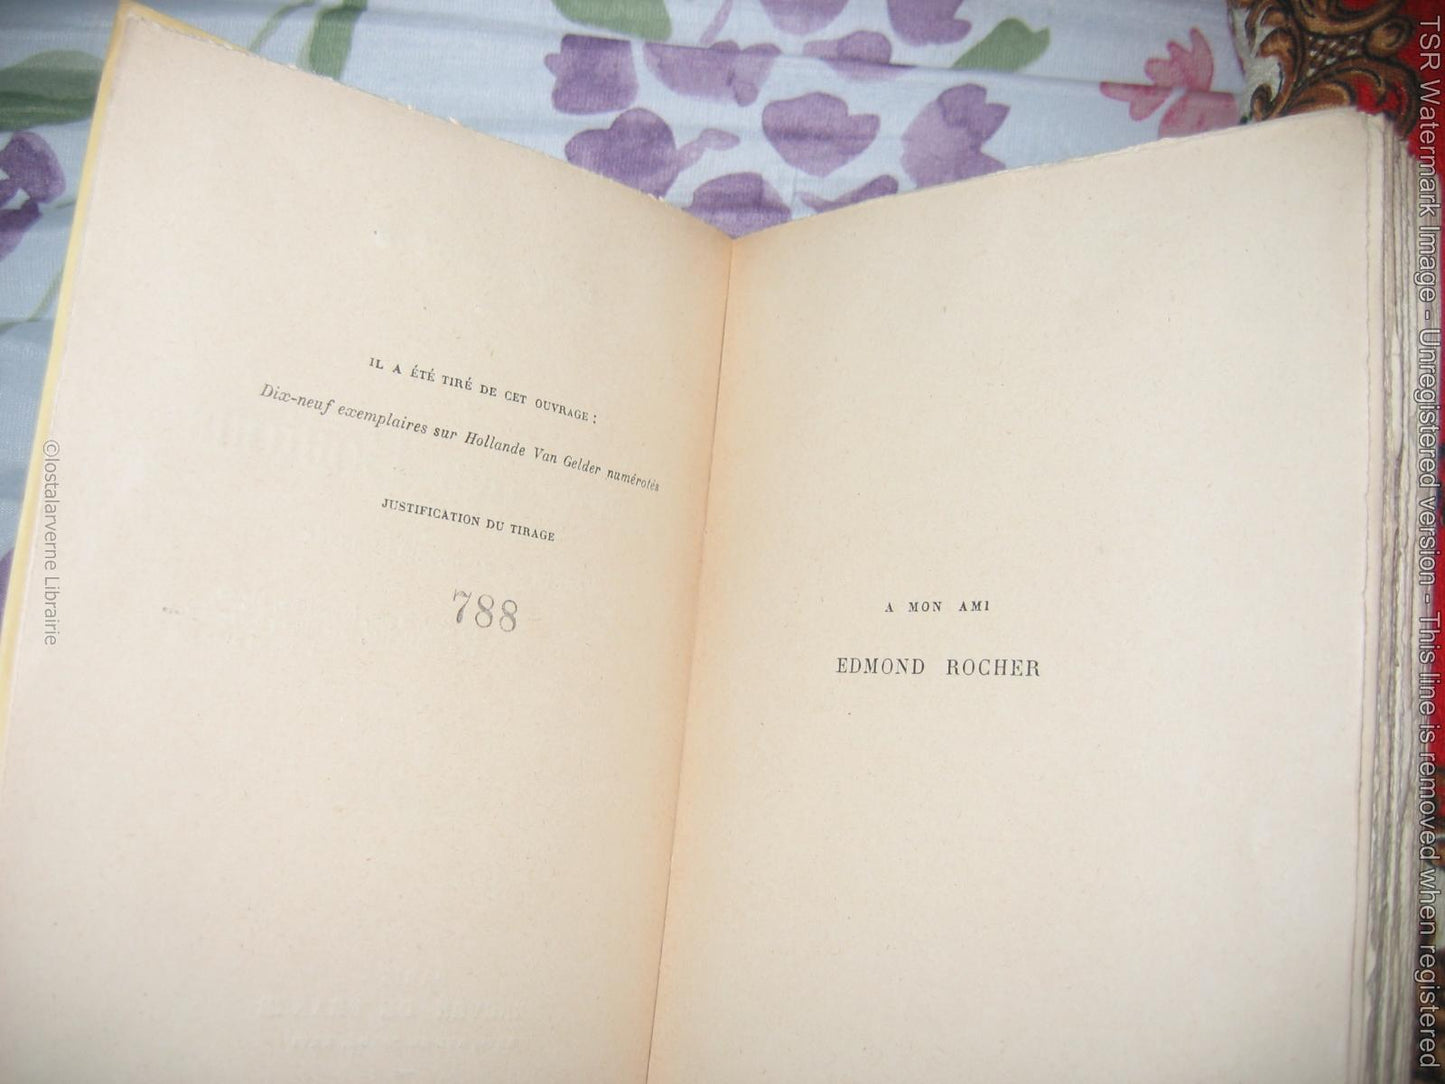 IL A ÉTÉ TIRÉ DE CET OUVRAGE :
Dix-neuf exemplaires sur Hollande Van Gelder numérotés
JUSTIFICATION DU TIRAGE
788
A MON AMI
EDMOND ROCHER
©lostalarverne Librairie
TSR Watermark Image - Unregistered version - This line is removed when registered